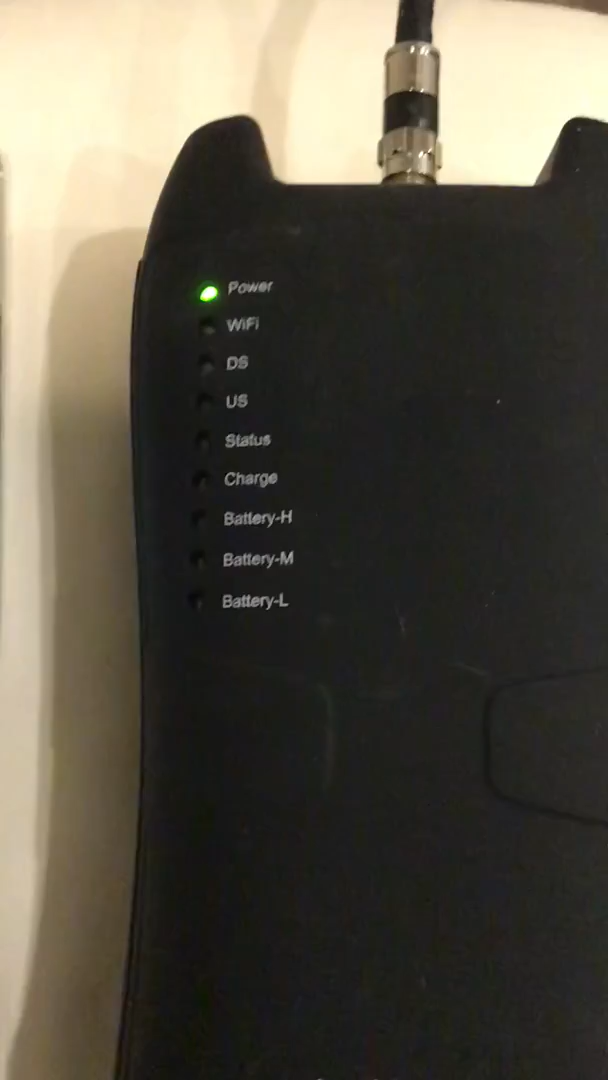 Power
WiFi
DS
US
Status
Charge
Battery-H
Battery-M
Battery-L